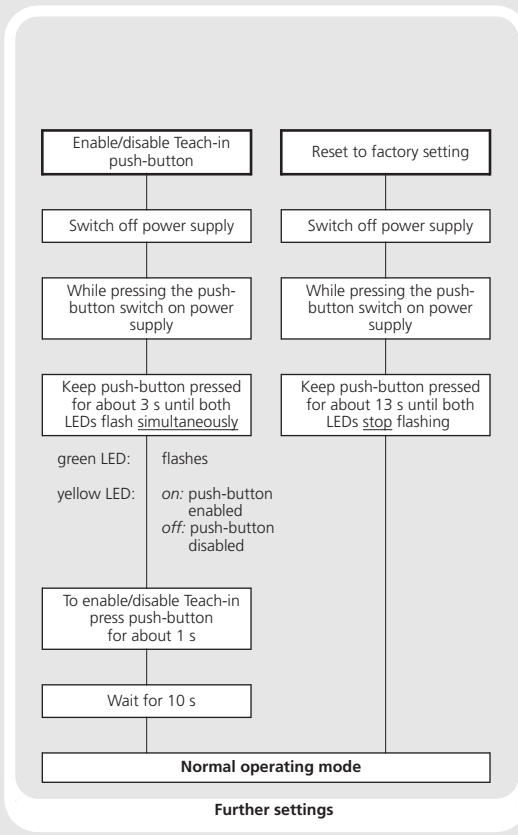 Enable/disable Teach-in
push-button
Switch off power supply
While pressing the push-
button switch on power
supply
Keep push-button pressed
for about 3 s until both
LEDs flash simultaneously
green LED: flashes
yellow LED: on: push-button
enabled
off: push-button
disabled
To enable/disable Teach-in
press push-button
for about 1 s
Wait for 10 s
Reset to factory setting
Switch off power supply
While pressing the push-
button switch on power
supply
Keep push-button pressed
for about 13 s until both
LEDs stop flashing
Normal operating mode
Further settings